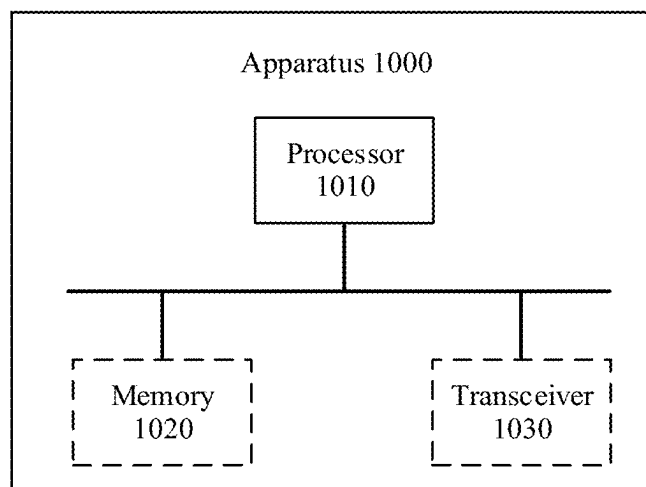 Apparatus 1000
Processor
1010
Memory
1020
Transceiver
1030